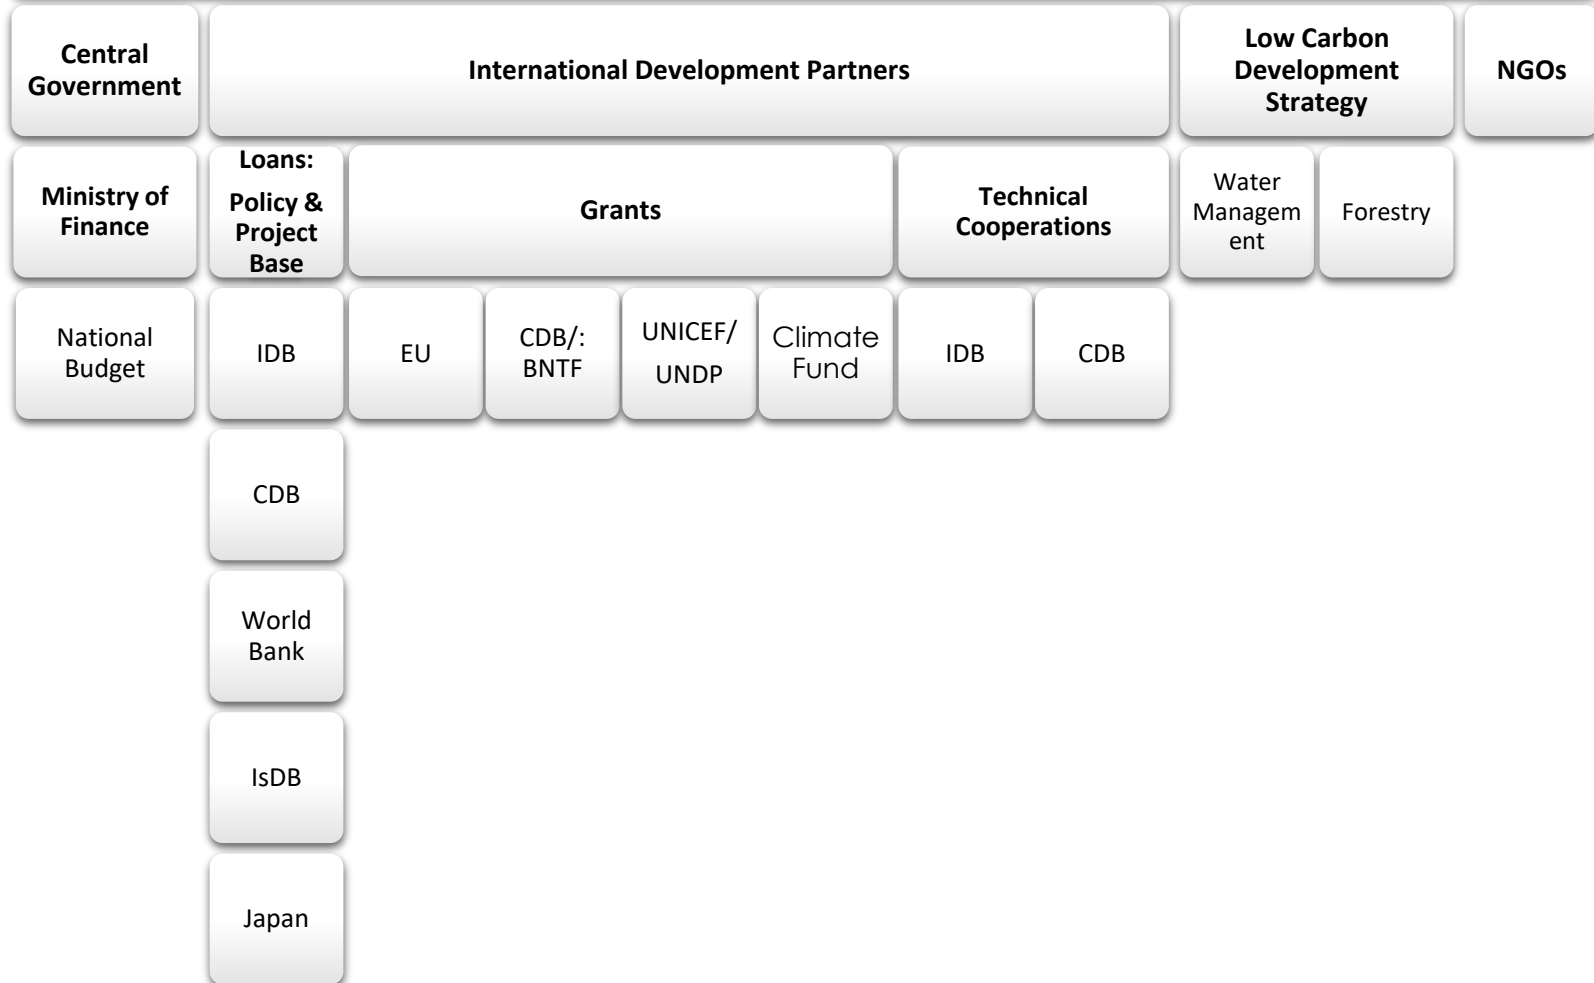 Central
Government
International Development Partners
Low Carbon
Development
Strategy
NGOs
Ministry of
Finance
Loans:
Policy &
Project
Base
Grants
Technical
Cooperations
Water
Managem
ent
Forestry
National
Budget
IDB
EU
CDB/:
BNTF
UNICEF/
UNDP
Climate
Fund
IDB
CDB
CDB
World
Bank
IsDB
Japan